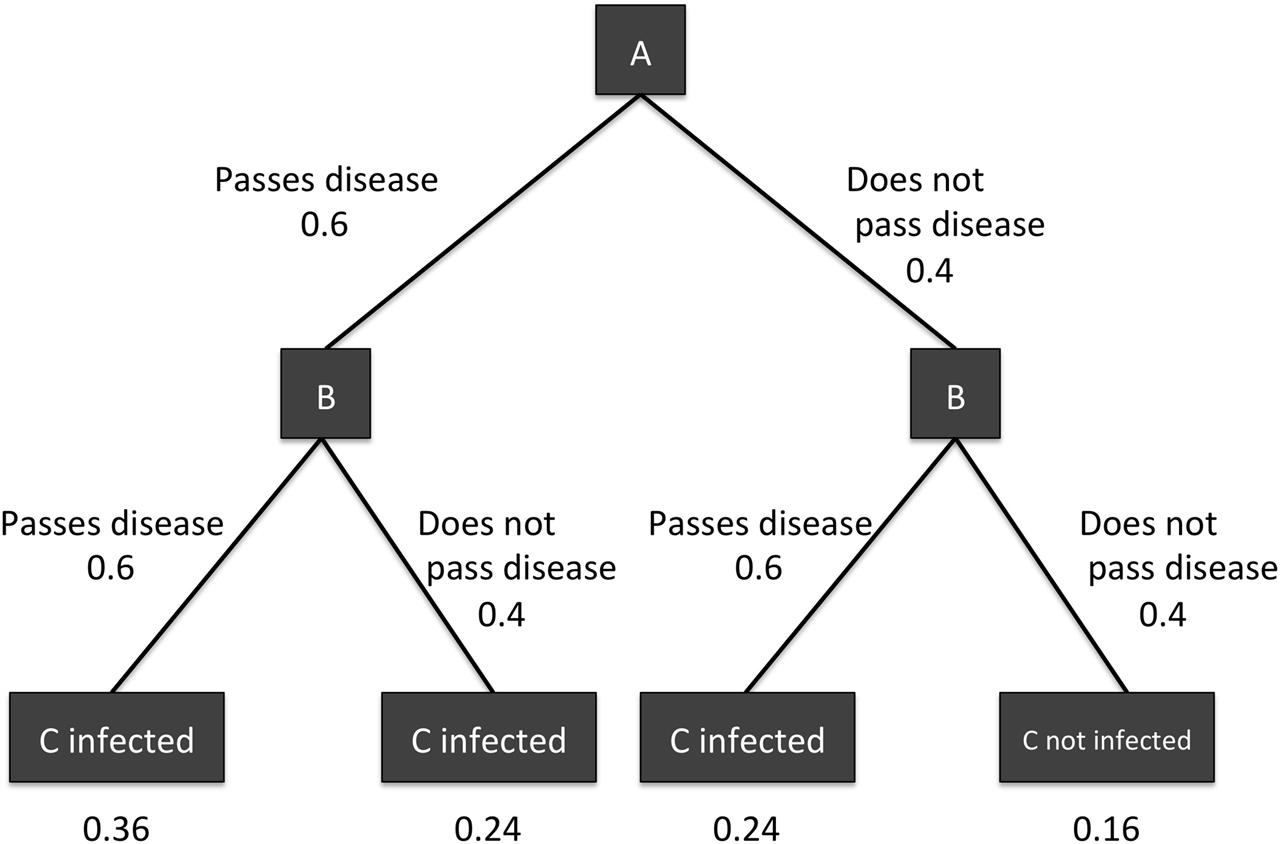 A
Passes disease
0.6
Does not
pass disease
0.4
B
B
Passes disease
0.6
Does not
pass disease
0.4
Passes disease
0.6
Does not
pass disease
0.4
C infected
C infected
C infected
C not infected
0.36
0.24
0.24
0.16